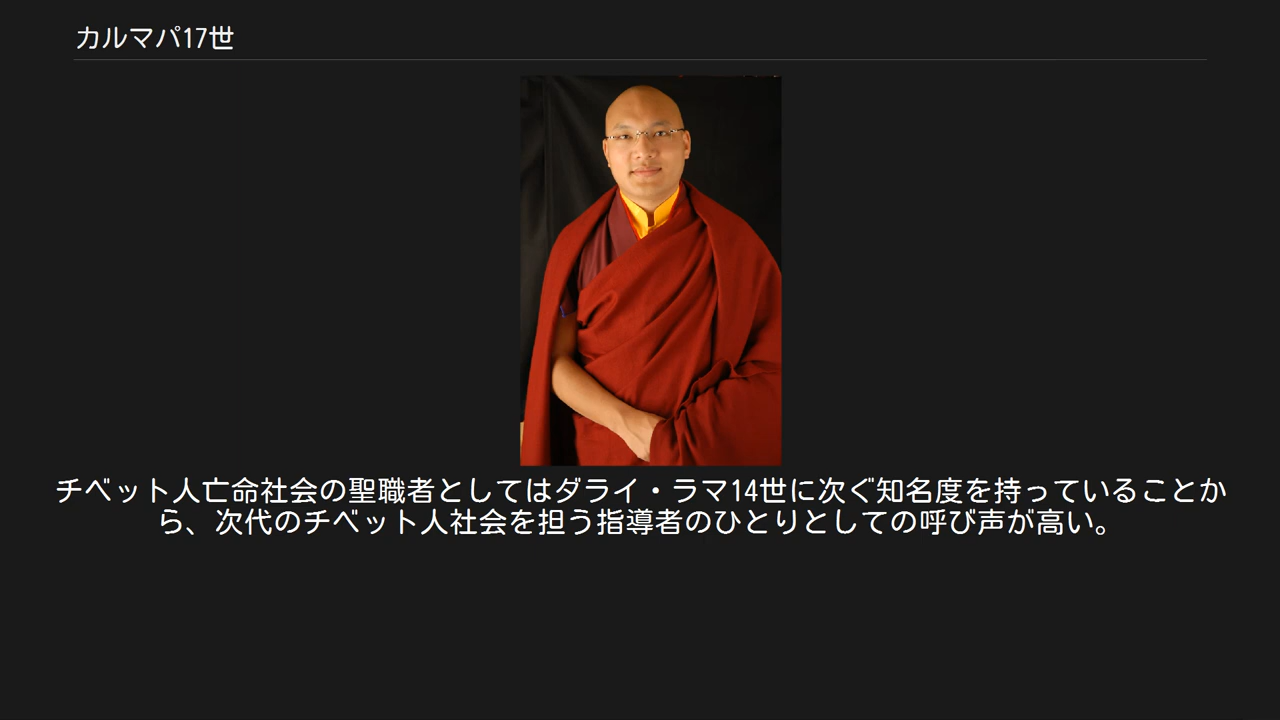 カルマパ17世
チベット人亡命社会の聖職者としてはダライ・ラマ14世に次ぐ知名度を持っていることか
ら、次代のチベット人社会を担う指導者のひとりとしての呼び声が高い。